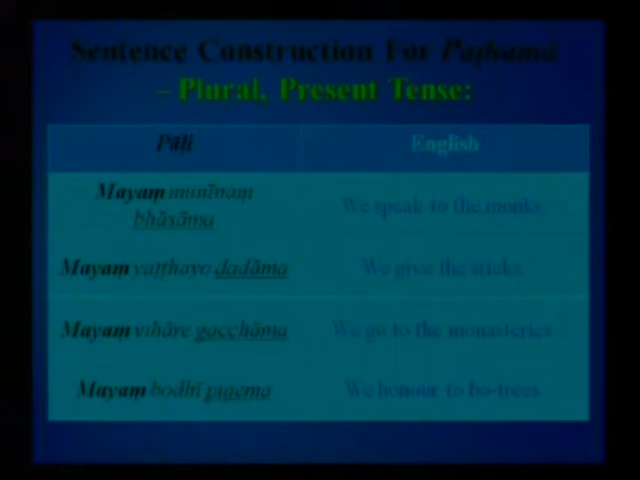 Sentence Construction For Paṭhamā
– Plural, Present Tense:
Pāḷi English
Mayaṃ munīnaṃ
bhāsāma
We speak to the monks
Mayaṃ yaṭṭhayo dadāma We give the sticks
Mayaṃ vihāre gacchāma We go to the monasteries
Mayaṃ bodhī pūjema We honour to bo-trees